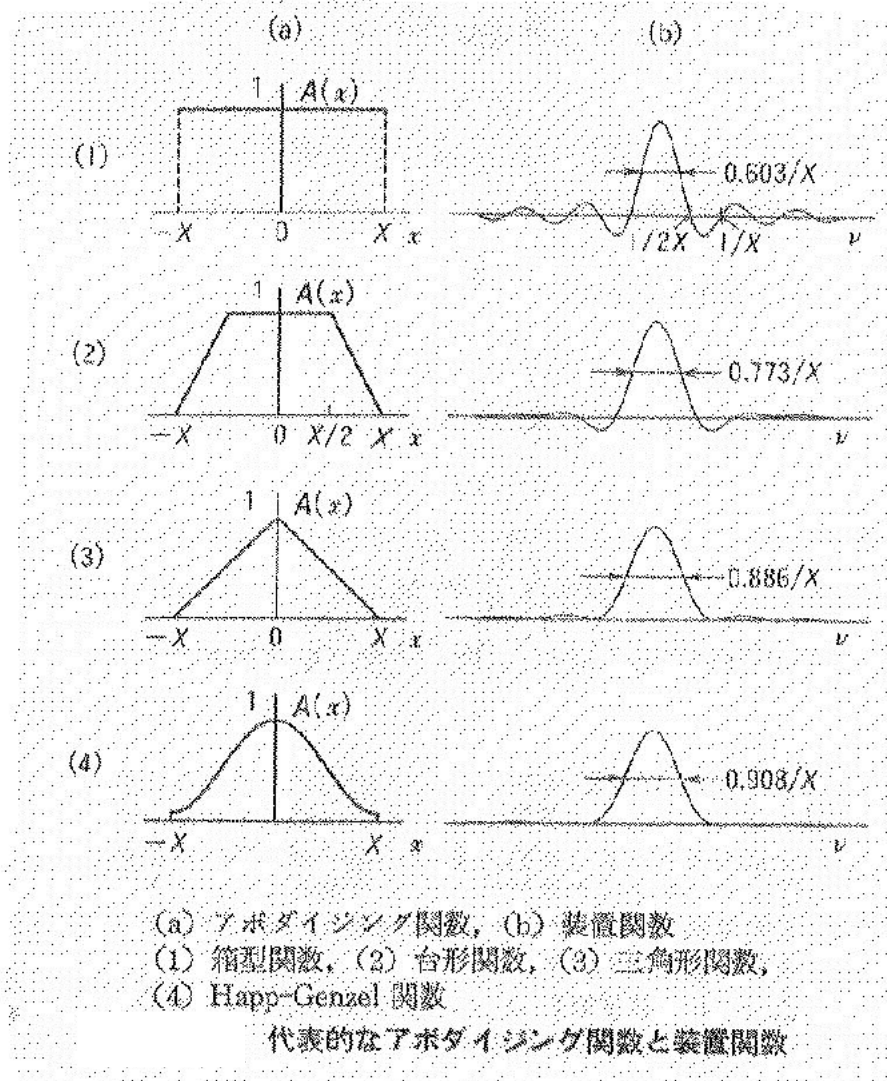 (a) (b)
1 A(x)
(1)
0.603/X
−X 0 X x
1/2X 1/X ν
1 A(x)
(2)
0.773/X
−X 0 X/2 X x
ν
1 A(x)
(3)
0.886/X
−X 0 X x
ν
1 A(x)
(4)
0.908/X
−X X x
ν
(a) アポダイジング関数, (b) 装置関数
(1) 箱型関数, (2) 台形関数, (3) 三角形関数,
(4) Happ-Genzel 関数
代表的なアポダイジング関数と装置関数